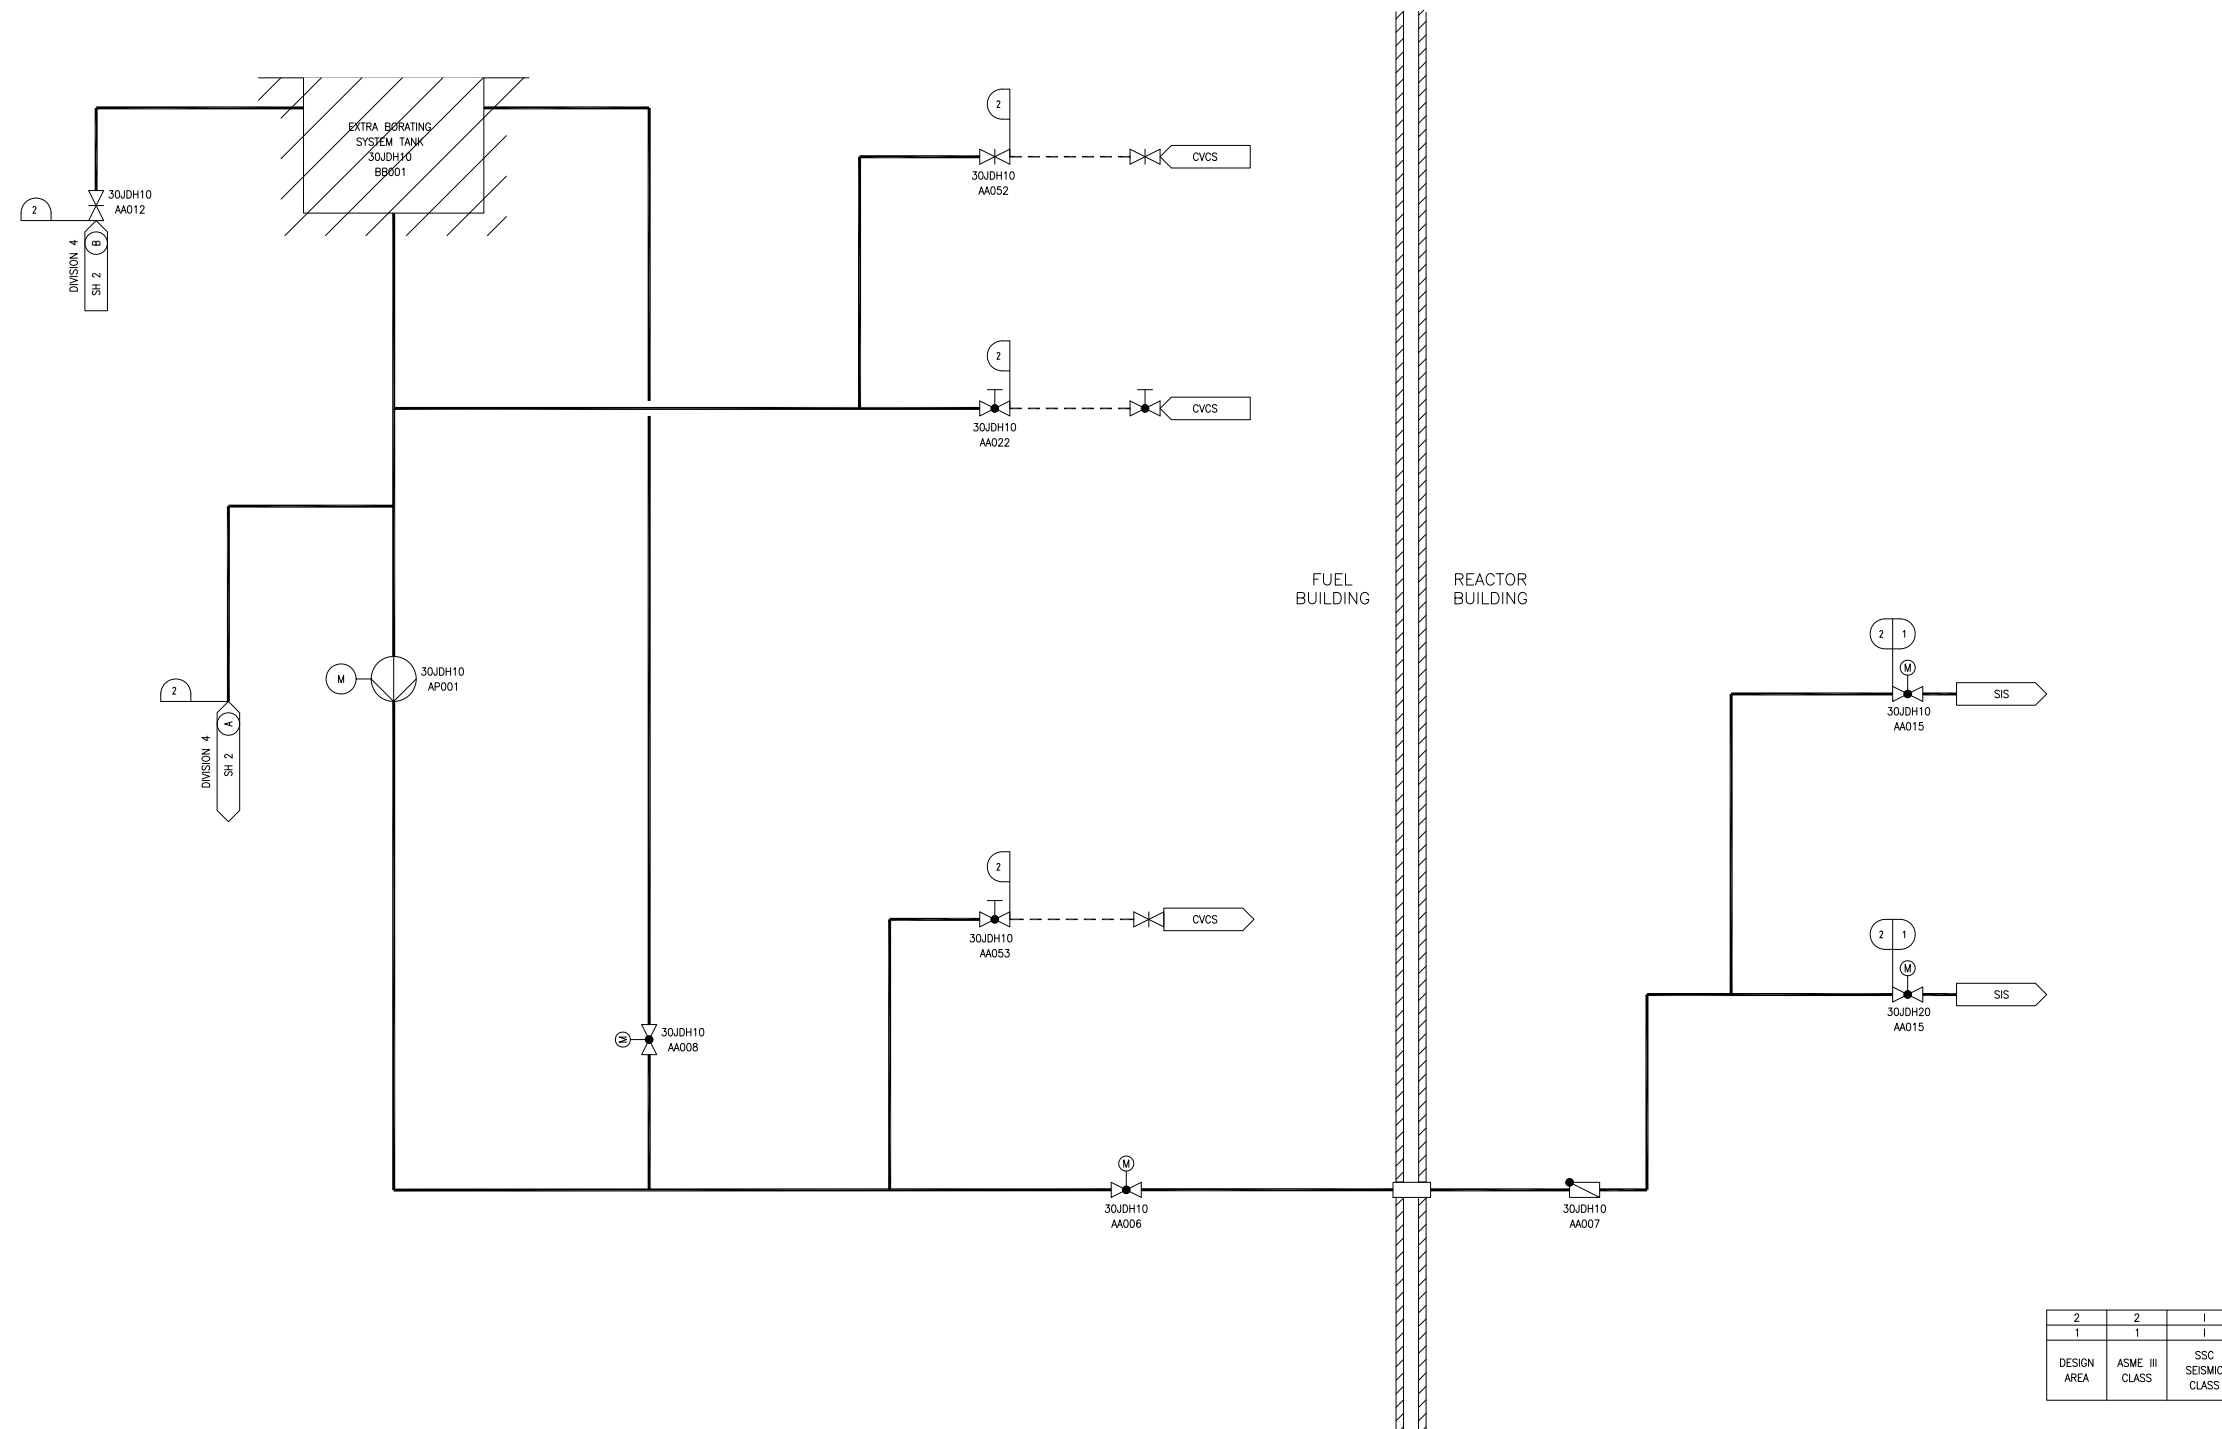 EXTRA BORATING
SYSTEM TANK
30JDH10
BB001
2
30JDH10
AA012
B
SH 2
DIVISION 4
2
30JDH10
AA052
CVCS
2
30JDH10
AA022
CVCS
FUEL
BUILDING
REACTOR
BUILDING
2
A
SH 2
DIVISION 4
M
30JDH10
AP001
2 1
M
30JDH10
AA015
SIS
2
30JDH10
AA053
CVCS
2 1
M
30JDH20
AA015
SIS
M
30JDH10
AA008
M
30JDH10
AA006
30JDH10
AA007
2 2 I
1 1 I
DESIGN
AREA
ASME III
CLASS
SSC
SEISMIC
CLASS